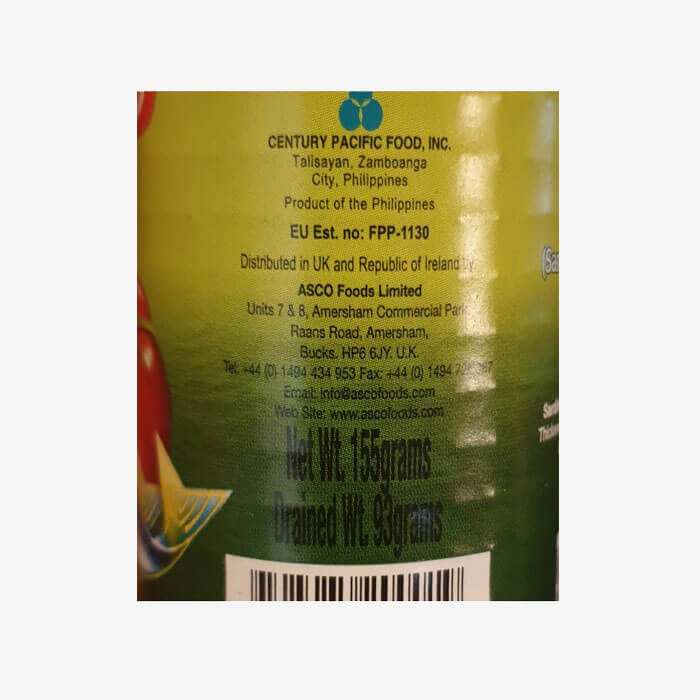 CENTURY PACIFIC FOOD, INC.
Talisayan, Zamboanga
City, Philippines
Product of the Philippines
EU Est. no: FPP-1130
Distributed in UK and Republic of Ireland by
ASCO Foods Limited
Units 7 & 8, Amersham Commercial Park
Raans Road, Amersham,
Bucks. HP6 6JY. U.K.
Tel: +44 (0) 1494 434 953 Fax: +44 (0) 1494
Email: info@ascofoods.com
Web Site: www.ascofoods.com
Net Wt. 155grams
Drained Wt. 93grams